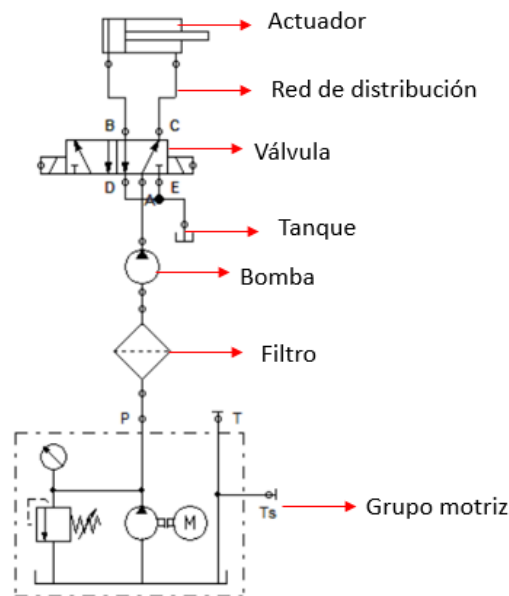 Actuador
Red de distribución
B
C
Válvula
D
A
E
Tanque
Bomba
Filtro
P
T
Ts
Grupo motriz
M